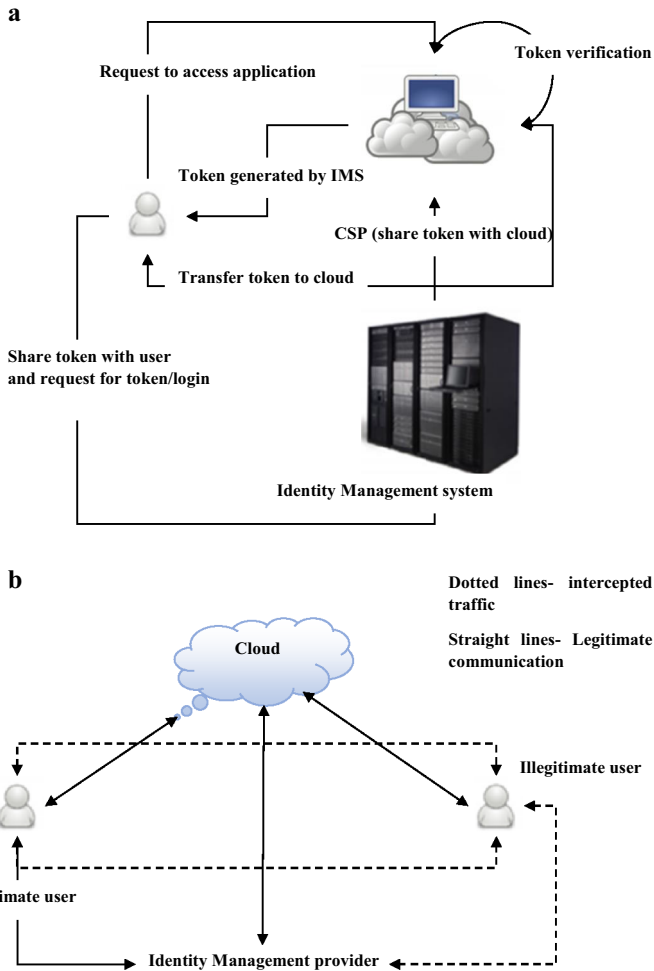 a
Token verification
Request to access application
Token generated by IMS
CSP (share token with cloud)
Transfer token to cloud
Share token with user
and request for token/login
Identity Management system
b
Dotted lines- intercepted
traffic
Straight lines- Legitimate
communication
Cloud
Illegitimate user
user
Identity Management provider